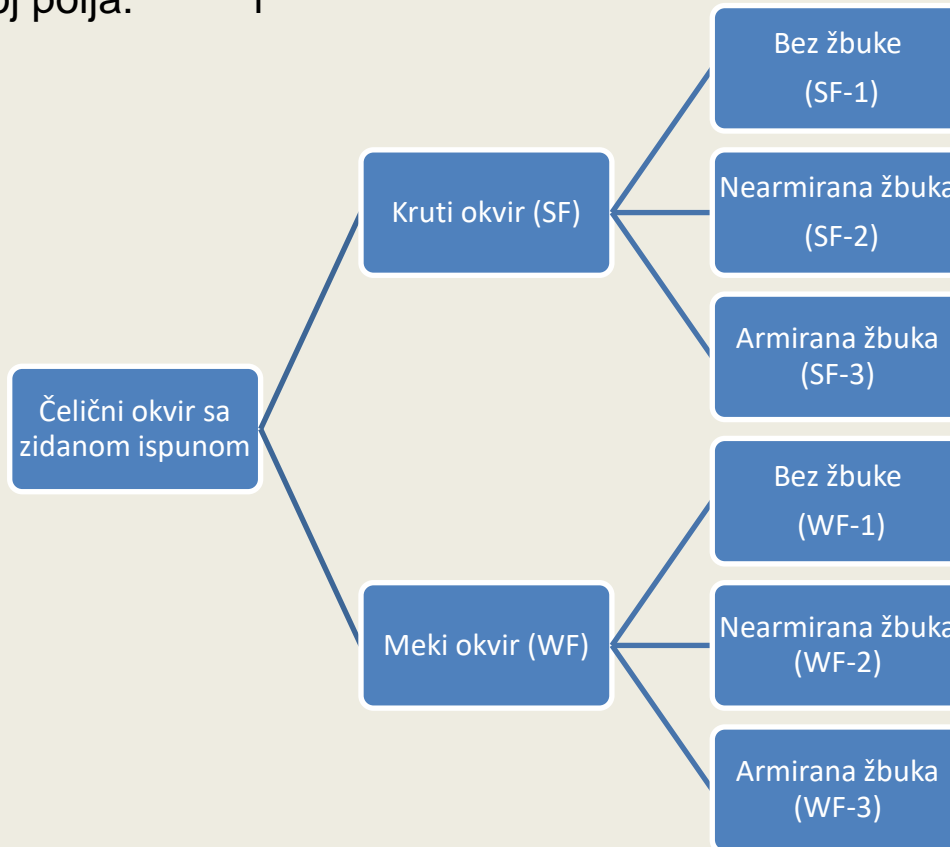 polja:
Bez žbuke
(SF-1)
Kruti okvir (SF)
Nearmirana žbuka
(SF-2)
Armirana žbuka
(SF-3)
Čelični okvir sa
zidanom ispunom
Bez žbuke
(WF-1)
Meki okvir (WF)
Nearmirana žbuka
(WF-2)
Armirana žbuka
(WF-3)